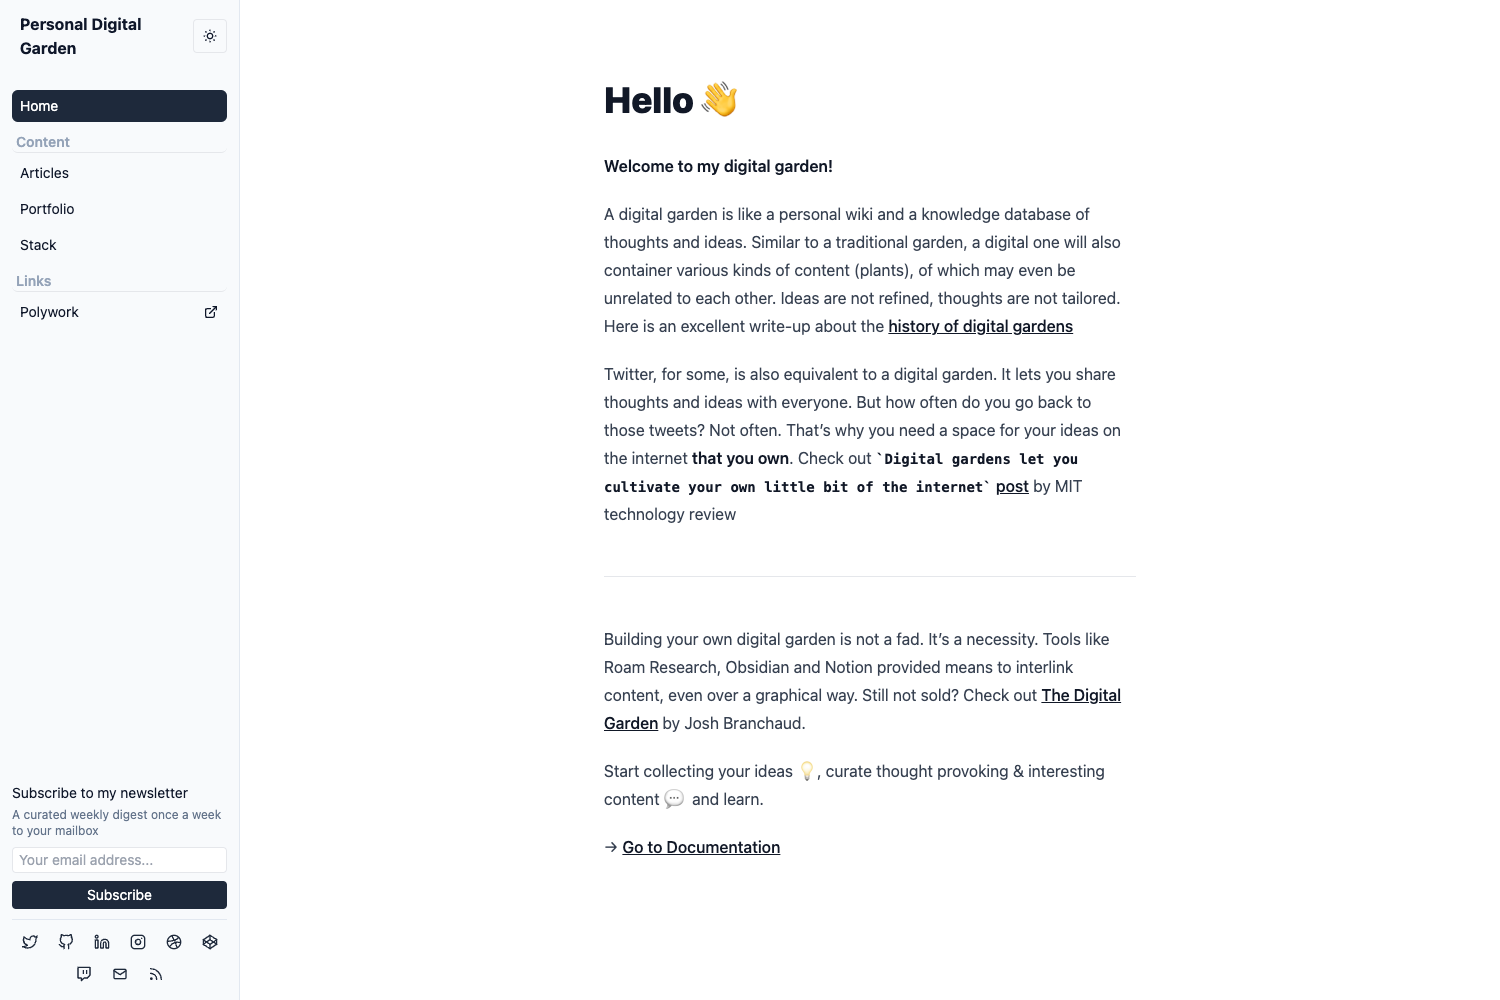 Personal Digital
Garden
Home
Content
Articles
Portfolio
Stack
Links
Polywork
Subscribe to my newsletter
A curated weekly digest once a week
to your mailbox
Your email address...
Subscribe
Hello 👋
Welcome to my digital garden!
A digital garden is like a personal wiki and a knowledge database of
thoughts and ideas. Similar to a traditional garden, a digital one will also
container various kinds of content (plants), of which may even be
unrelated to each other. Ideas are not refined, thoughts are not tailored.
Here is an excellent write-up about the history of digital gardens
Twitter, for some, is also equivalent to a digital garden. It lets you share
thoughts and ideas with everyone. But how often do you go back to
those tweets? Not often. That’s why you need a space for your ideas on
the internet that you own. Check out `Digital gardens let you
cultivate your own little bit of the internet` post by MIT
technology review
Building your own digital garden is not a fad. It’s a necessity. Tools like
Roam Research, Obsidian and Notion provided means to interlink
content, even over a graphical way. Still not sold? Check out The Digital
Garden by Josh Branchaud.
Start collecting your ideas 💡, curate thought provoking & interesting
content 💬 and learn.
→ Go to Documentation